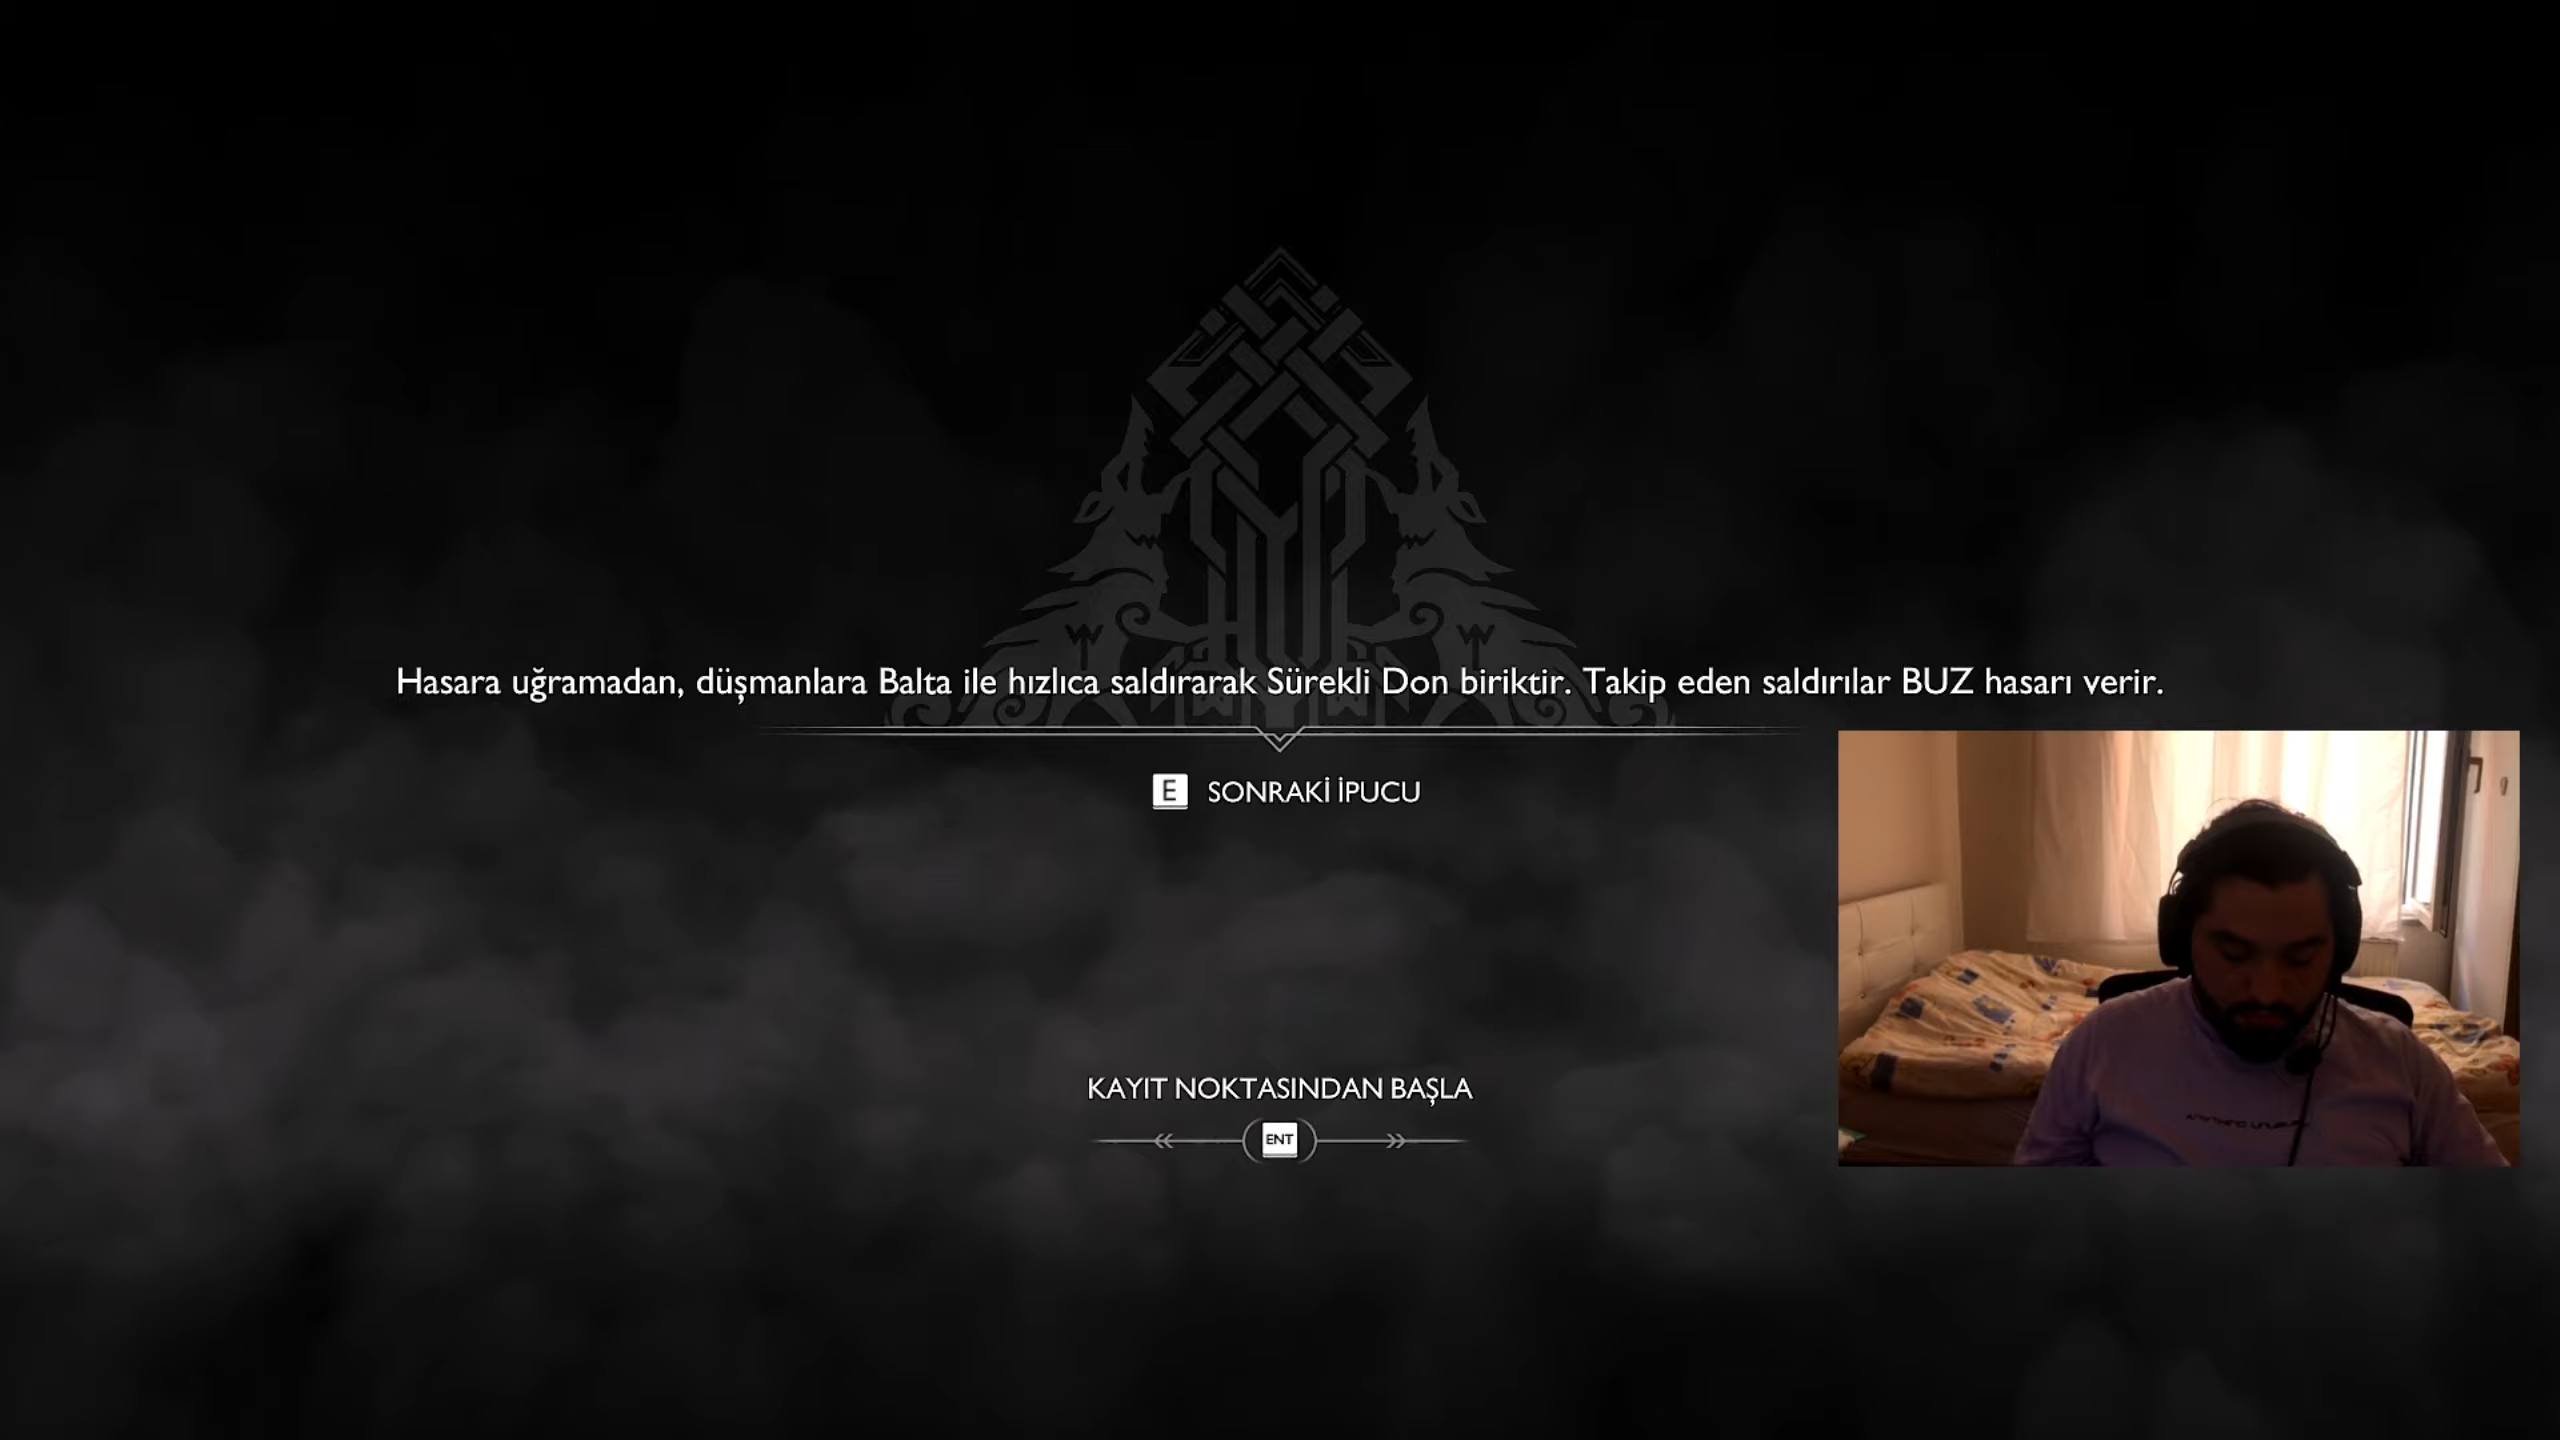 Hasara uğramadan, düşmanlara Balta ile hızlıca saldırarak Sürekli Don biriktir. Takip eden saldırılar BUZ hasarı verir.
E SONRAKİ İPUCU
KAYIT NOKTASINDAN BAŞLA
ENT